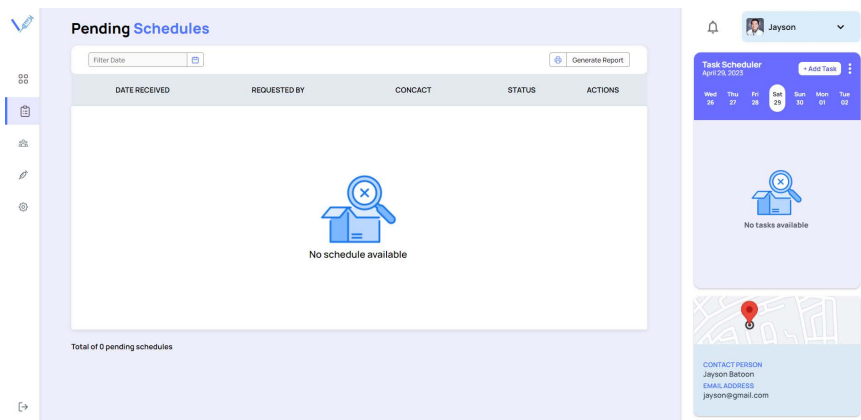 Pending Schedules
Filter Date
Generate Report
DATE RECEIVED REQUESTED BY CONCACT STATUS ACTIONS
No schedule available
Total of 0 pending schedules
Jayson
Task Scheduler
April 29, 2023
+ Add Task
Wed Thu Fri Sat Sun Mon Tue
26 27 28 29 30 01 02
No tasks available
CONTACT PERSON
Jayson Batoon
EMAIL ADDRESS
jayson@gmail.com